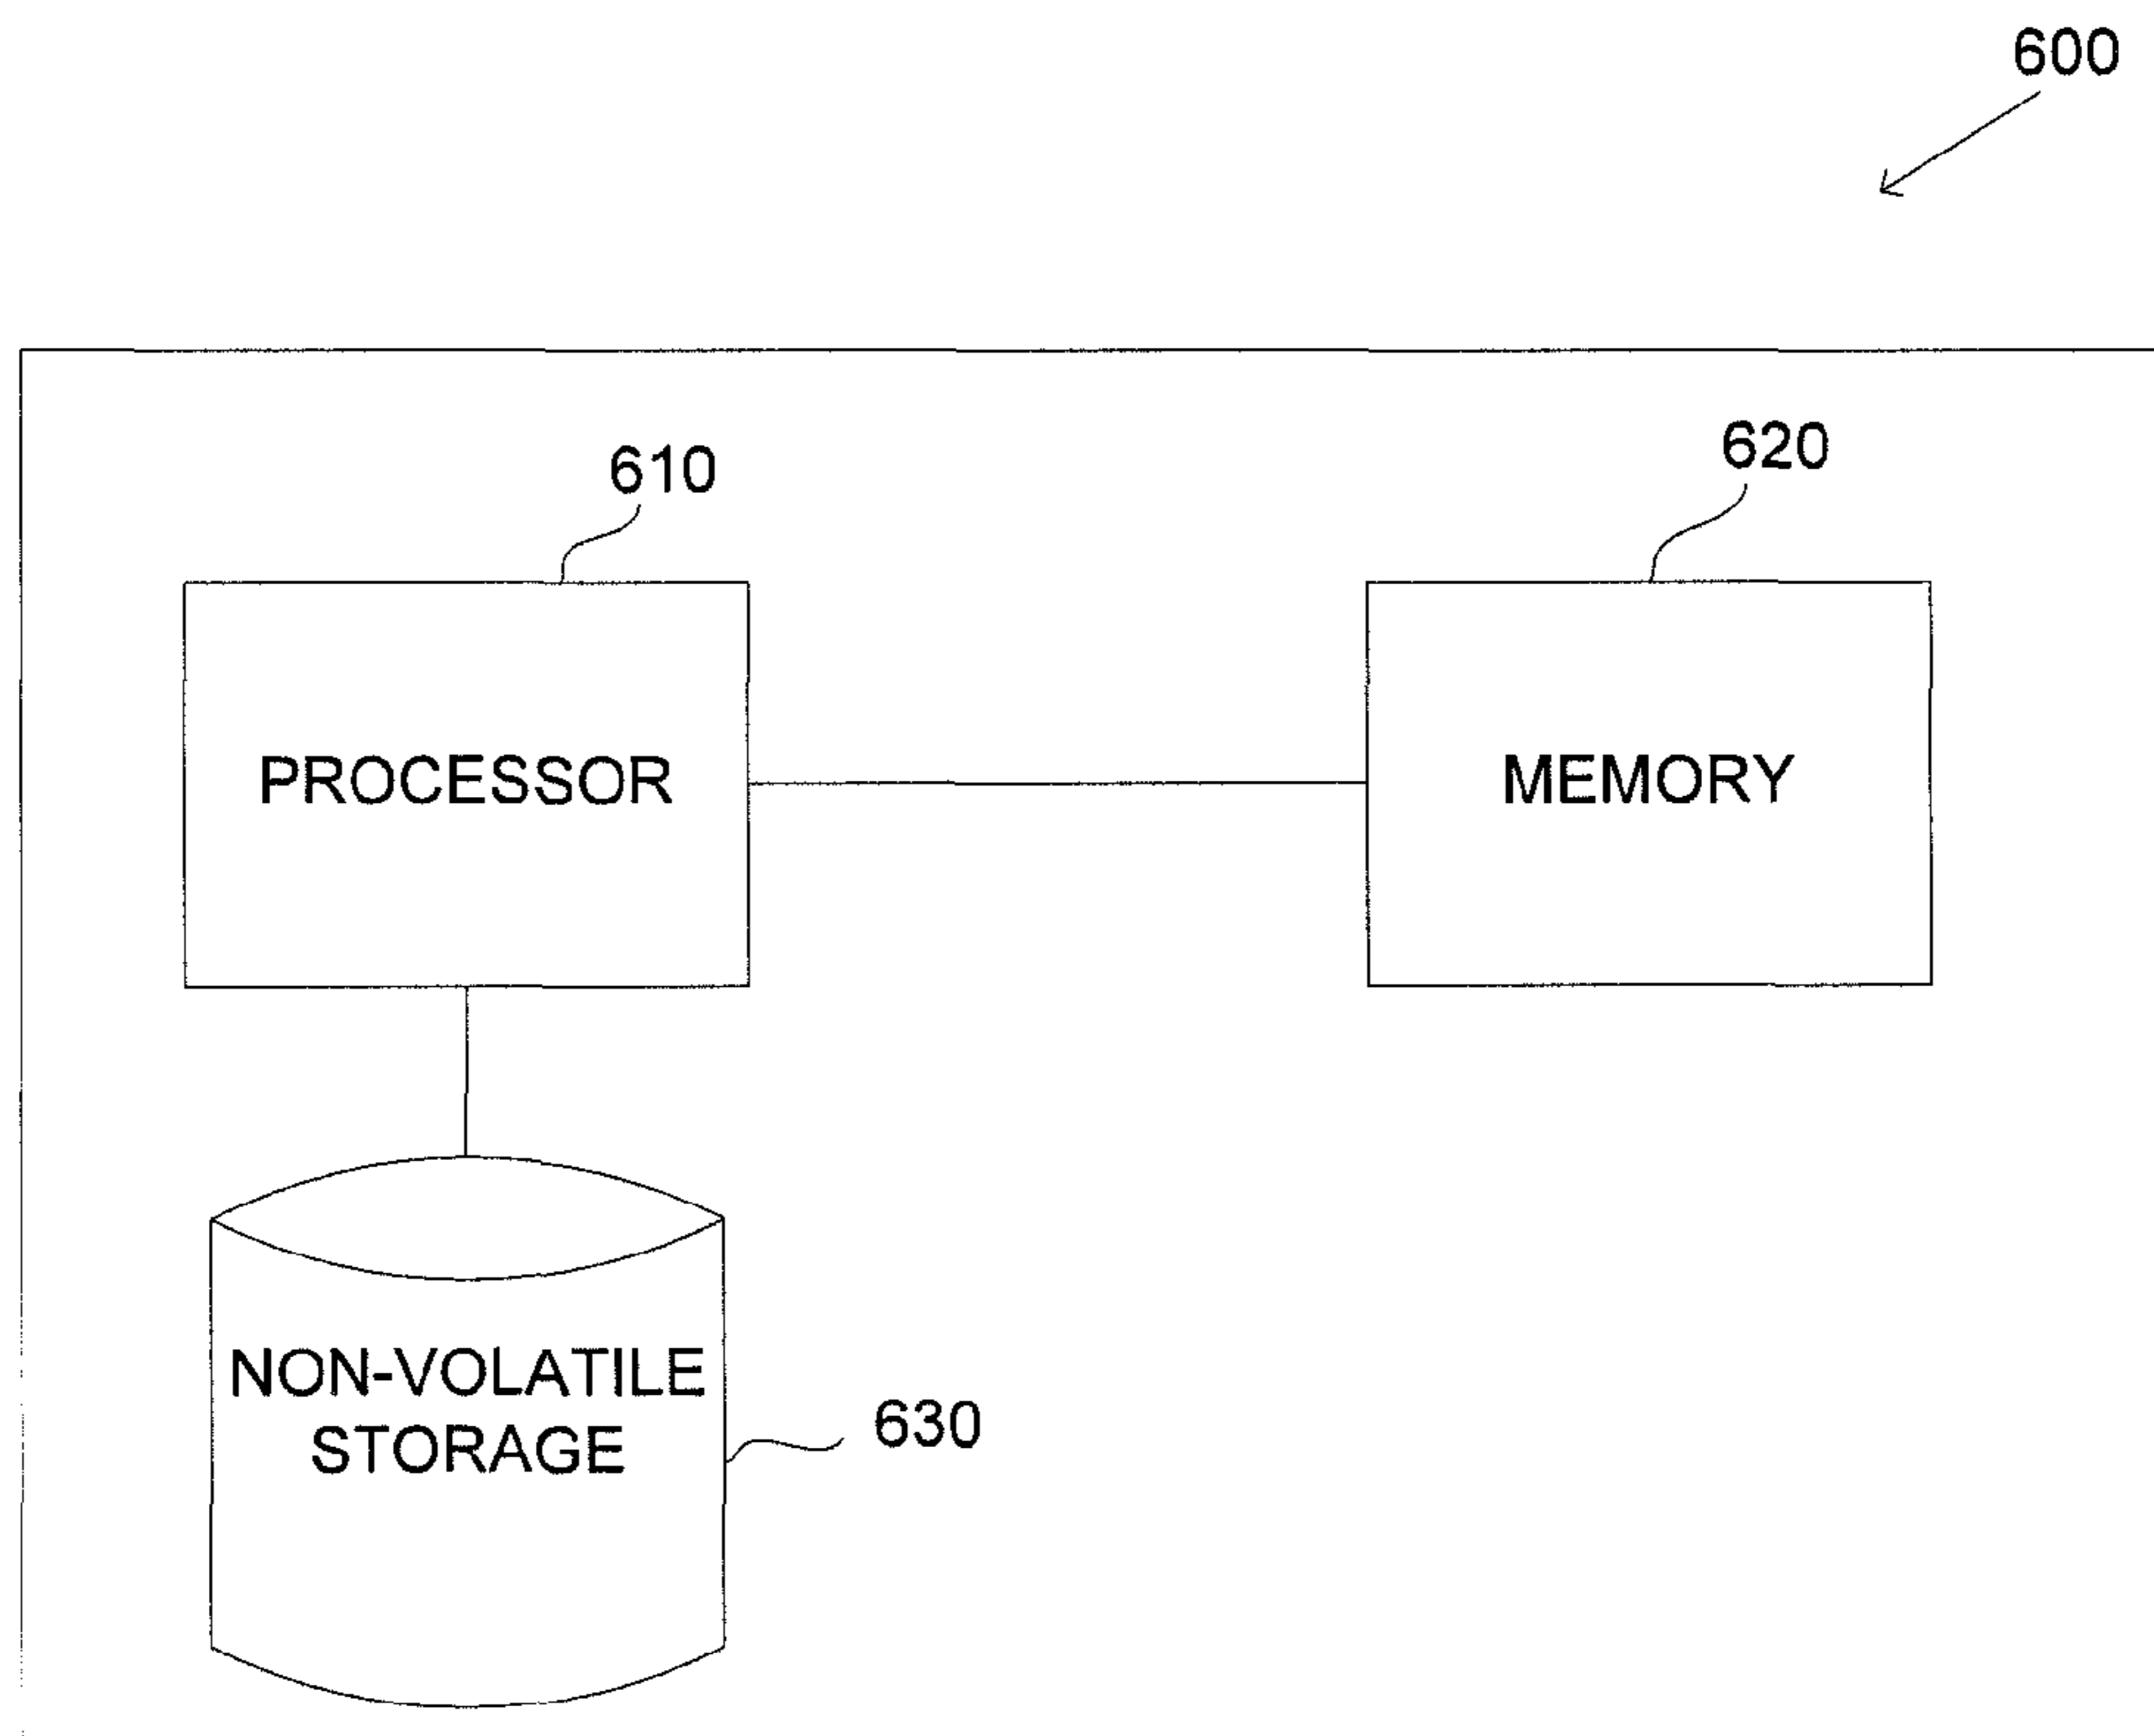 600
610
620
PROCESSOR
MEMORY
NON-VOLATILE
STORAGE
630